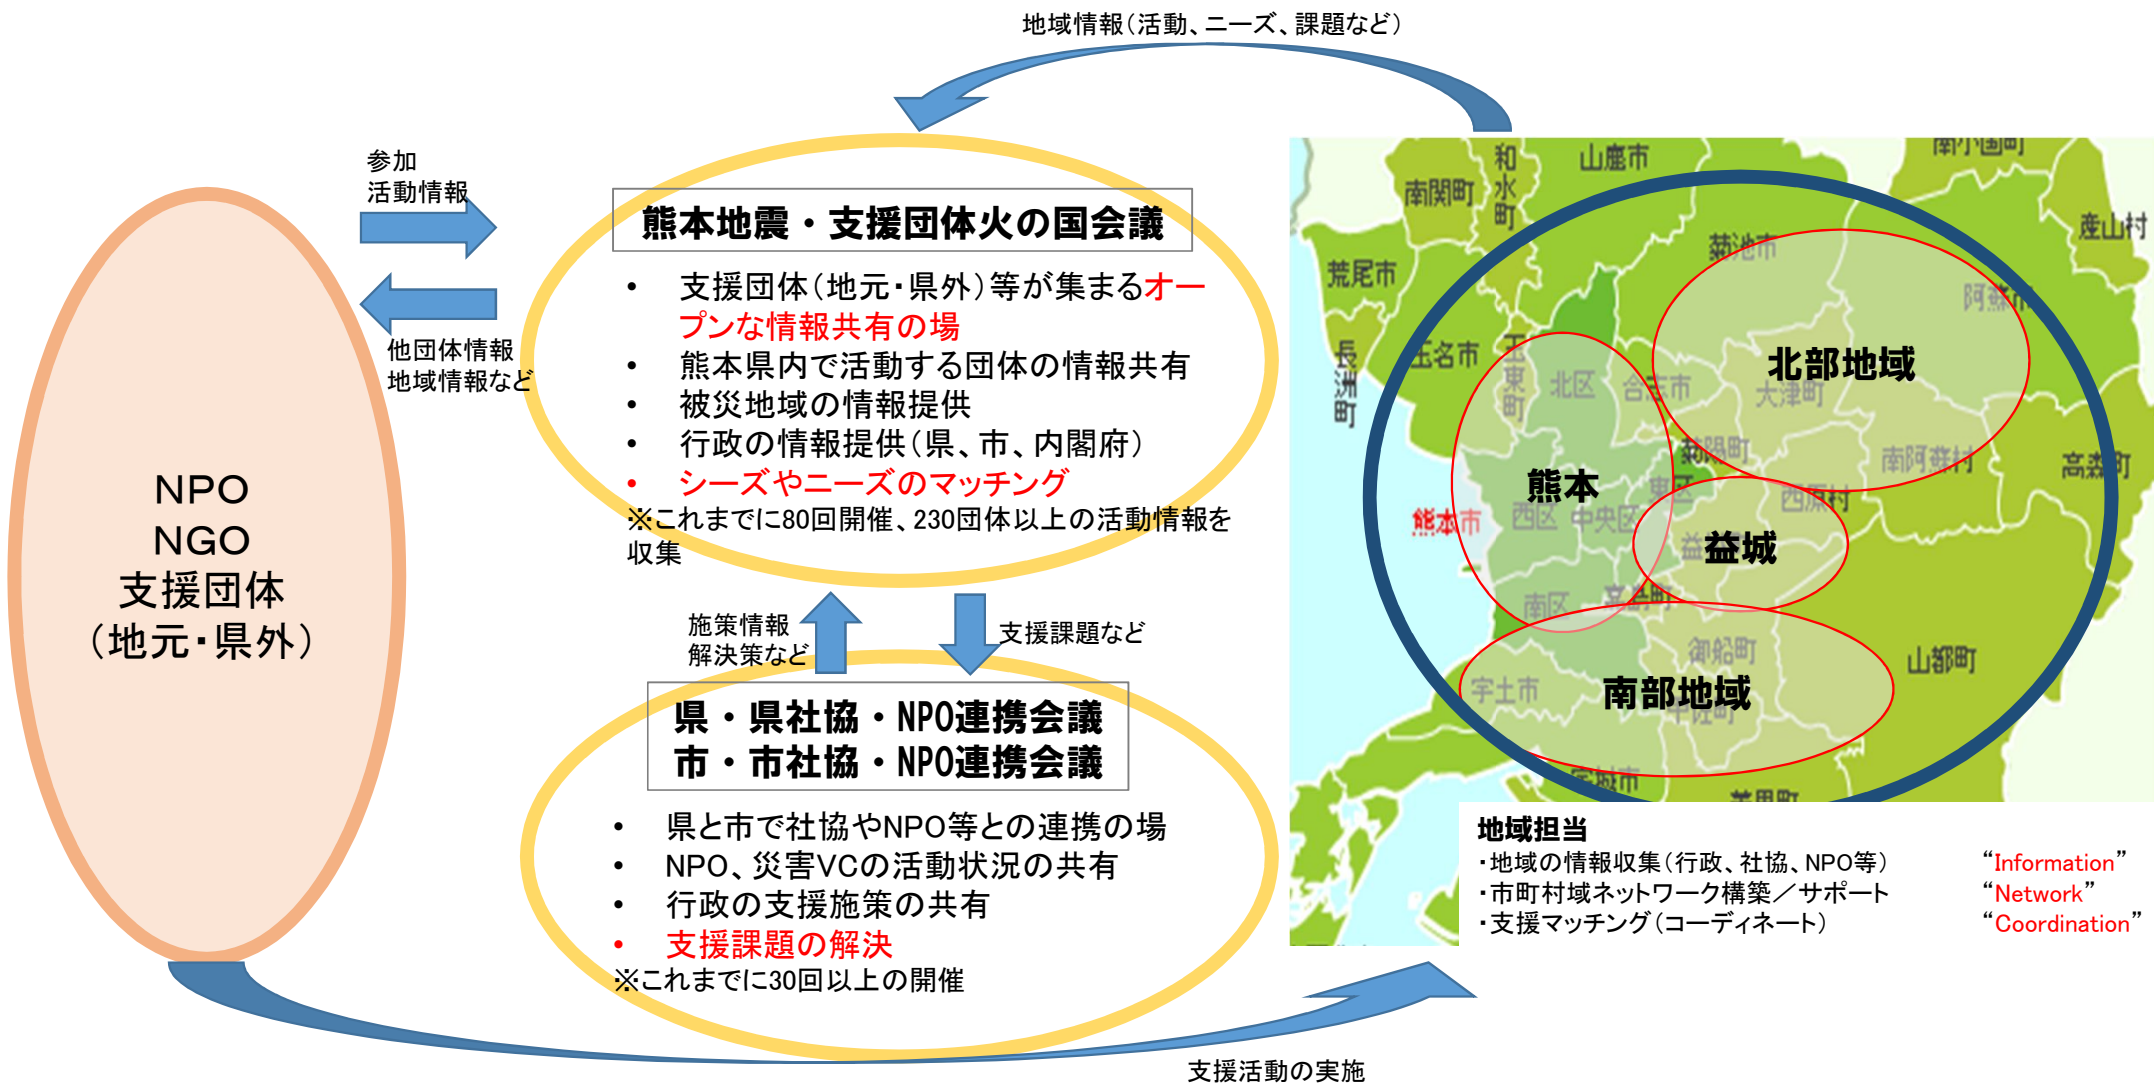 地域情報（活動、ニーズ、課題など）
参加
活動情報
他団体情報
地域情報など
NPO
NGO
支援団体
（地元・県外）
熊本地震・支援団体火の国会議
• 支援団体（地元・県外）等が集まるオー
プンな情報共有の場
• 熊本県内で活動する団体の情報共有
• 被災地域の情報提供
• 行政の情報提供（県、市、内閣府）
• シーズやニーズのマッチング
※これまでに80回開催、230団体以上の活動情報を
収集
施策情報
解決策など
支援課題など
県・県社協・NPO連携会議
市・市社協・NPO連携会議
• 県と市で社協やNPO等との連携の場
• NPO、災害VCの活動状況の共有
• 行政の支援施策の共有
• 支援課題の解決
※これまでに30回以上の開催
支援活動の実施
南関町
和水町
山鹿市
南小国町
産山村
荒尾市
菊池市
阿蘇市
長洲町
玉名市
玉東町
北区
合志市
大津町
北部地域
菊陽町
南阿蘇村
高森町
熊本
東区
西原村
熊本市
西区
中央区
益城
南区
嘉島町
御船町
山都町
宇土市
南部地域
宇城市
美里町
地域担当
・地域の情報収集（行政、社協、NPO等） “Information”
・市町村域ネットワーク構築／サポート “Network”
・支援マッチング（コーディネート） “Coordination”